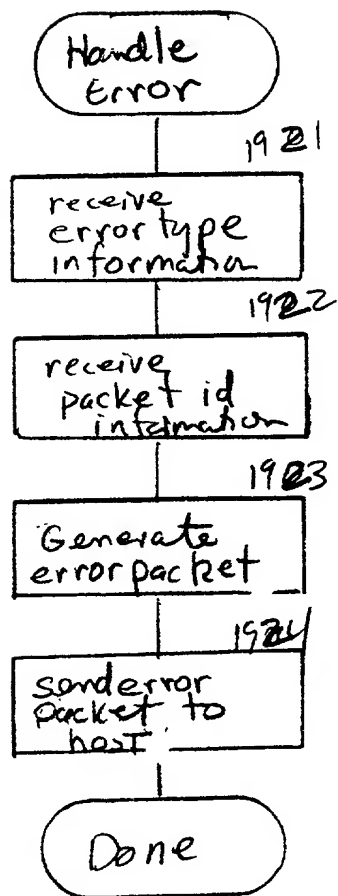 Handle
Error
1921
receive
error type
information
1922
receive
packet id
information
1923
Generate
error packet
1924
send error
packet to
host
Done